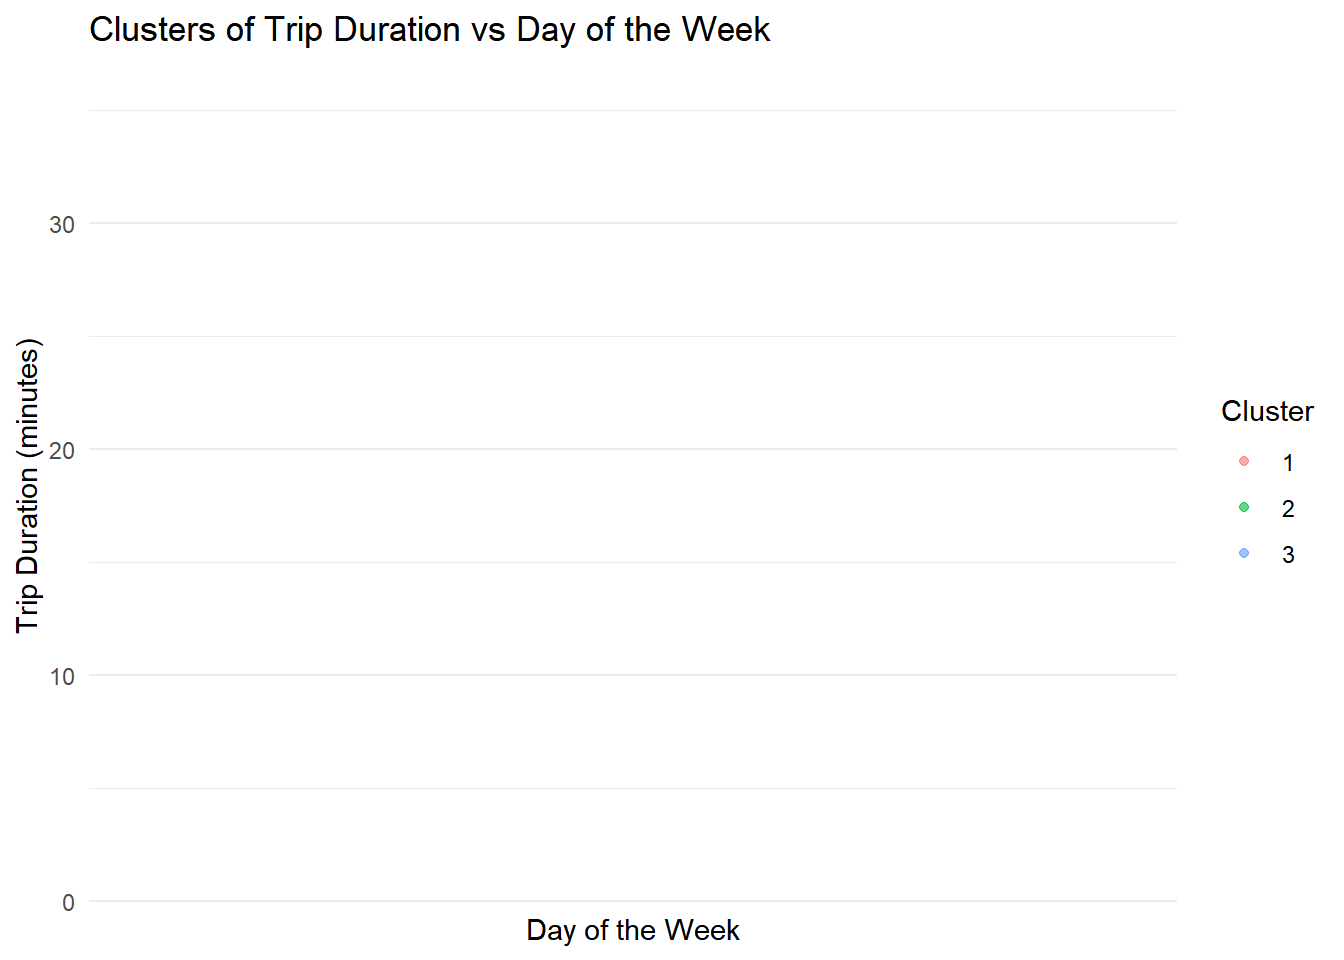 Clusters of Trip Duration vs Day of the Week
30
20
10
0
Trip Duration (minutes)
Day of the Week
Cluster
1
2
3